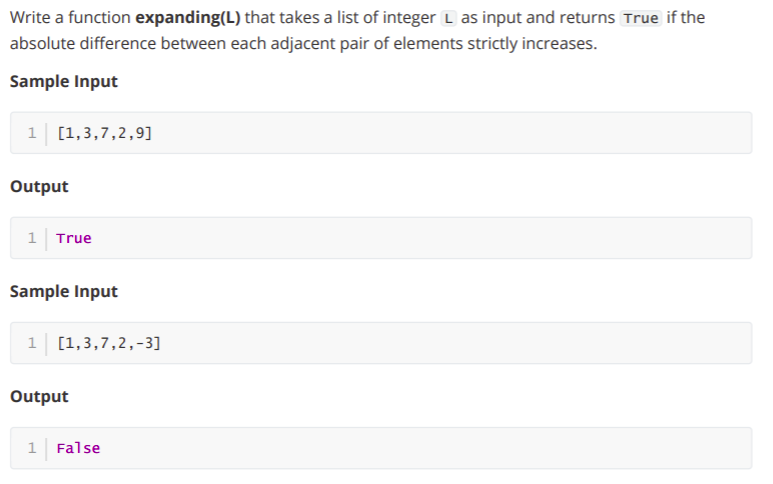 Write a function expanding(L) that takes a list of integer L as input and returns True if the
absolute difference between each adjacent pair of elements strictly increases.
Sample Input
1 [1,3,7,2,9]
Output
1 True
Sample Input
1 [1,3,7,2,-3]
Output
1 False